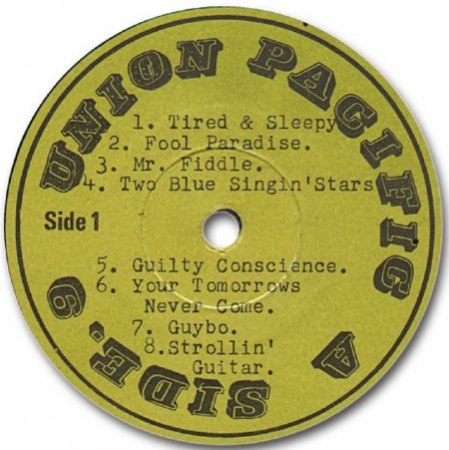 UNION PACIFIC
1. Tired & Sleepy
2. Fool Paradise.
3. Mr. Fiddle.
4. Two Blue Singin'Stars
Side 1
5. Guilty Conscience.
6. Your Tomorrows
Never Come.
7. Guybo.
8.Strollin'
Guitar.
A SIDE. 6